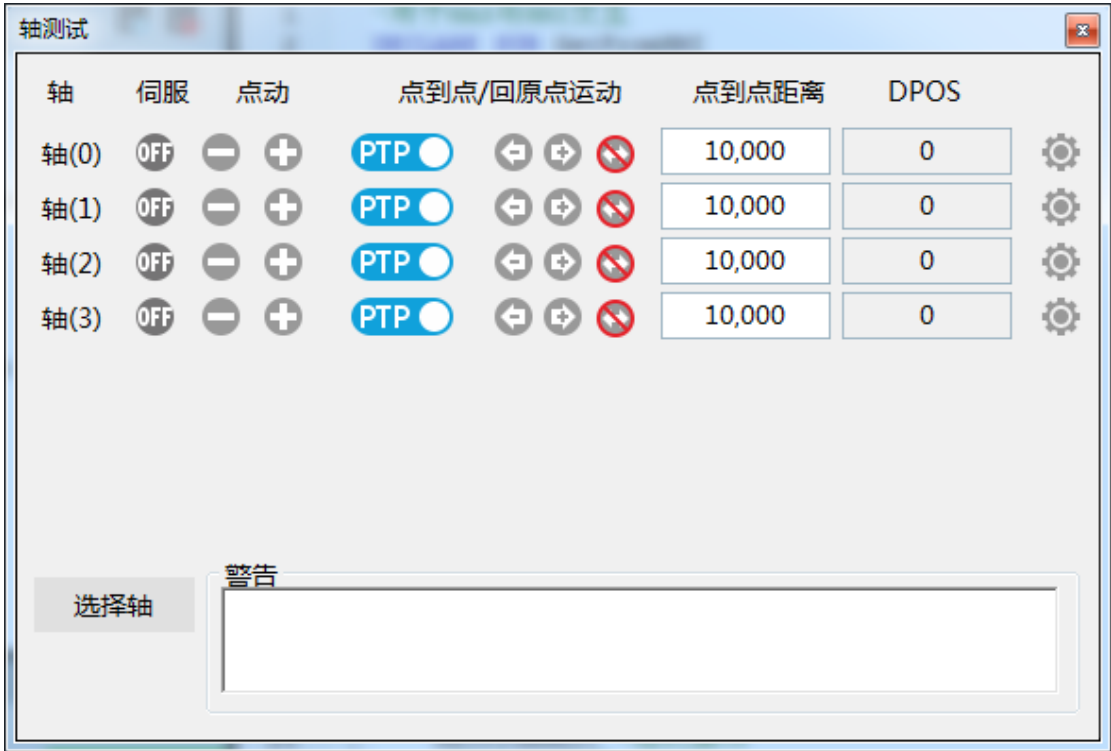 轴测试
轴 伺服 点动 点到点/回原点运动 点到点距离 DPOS
轴(0) OFF PTP 10,000 0
轴(1) OFF PTP 10,000 0
轴(2) OFF PTP 10,000 0
轴(3) OFF PTP 10,000 0
警告
选择轴